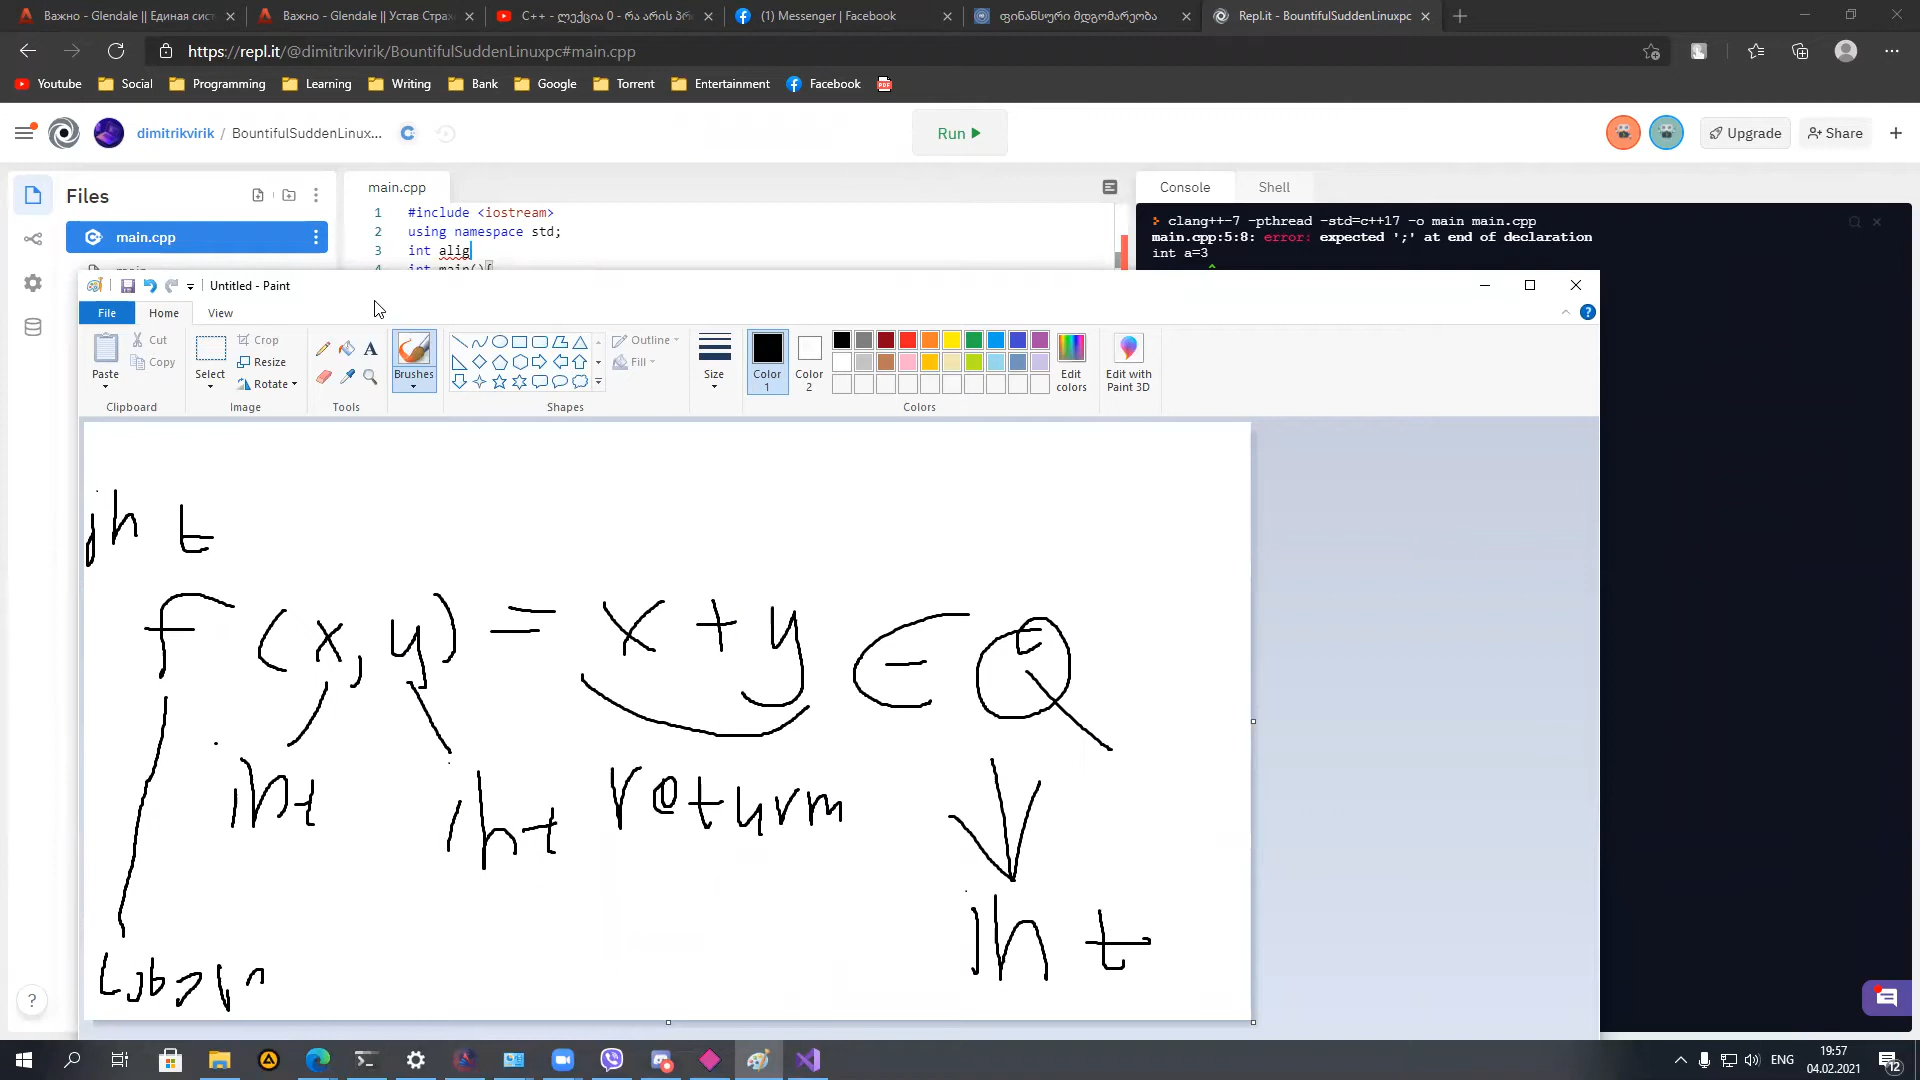 Важно - Glendale || Единая сист
Важно - Glendale || Устав Страх
C++ - ლექცია 0 - რა არის პრ
(1) Messenger | Facebook
ფინანსური მდგომარეობა
Repl.it - BountifulSuddenLinuxpc
https://repl.it/@dimitrikvirik/BountifulSuddenLinuxpc#main.cpp
Youtube Social Programming Learning Writing Bank Google Torrent Entertainment Facebook
dimitrikvirik / BountifulSuddenLinux... Run Upgrade Share
Files main.cpp Console Shell
main.cpp
1 #include <iostream>
2 using namespace std;
3 int alig
4 int main(){
clang++-7 -pthread -std=c++17 -o main main.cpp
main.cpp:5:8: error: expected ';' at end of declaration
int a=3
Untitled - Paint
File Home View
Paste Cut Copy Clipboard
Select Crop Resize Rotate Image
Tools
Brushes
Outline Fill Shapes
Size
Color 1 Color 2 Edit colors Colors
Edit with Paint 3D
int
f (x, y) = x + y ∈ Q
int int return
int
ENG 19:57
04.02.2021
12